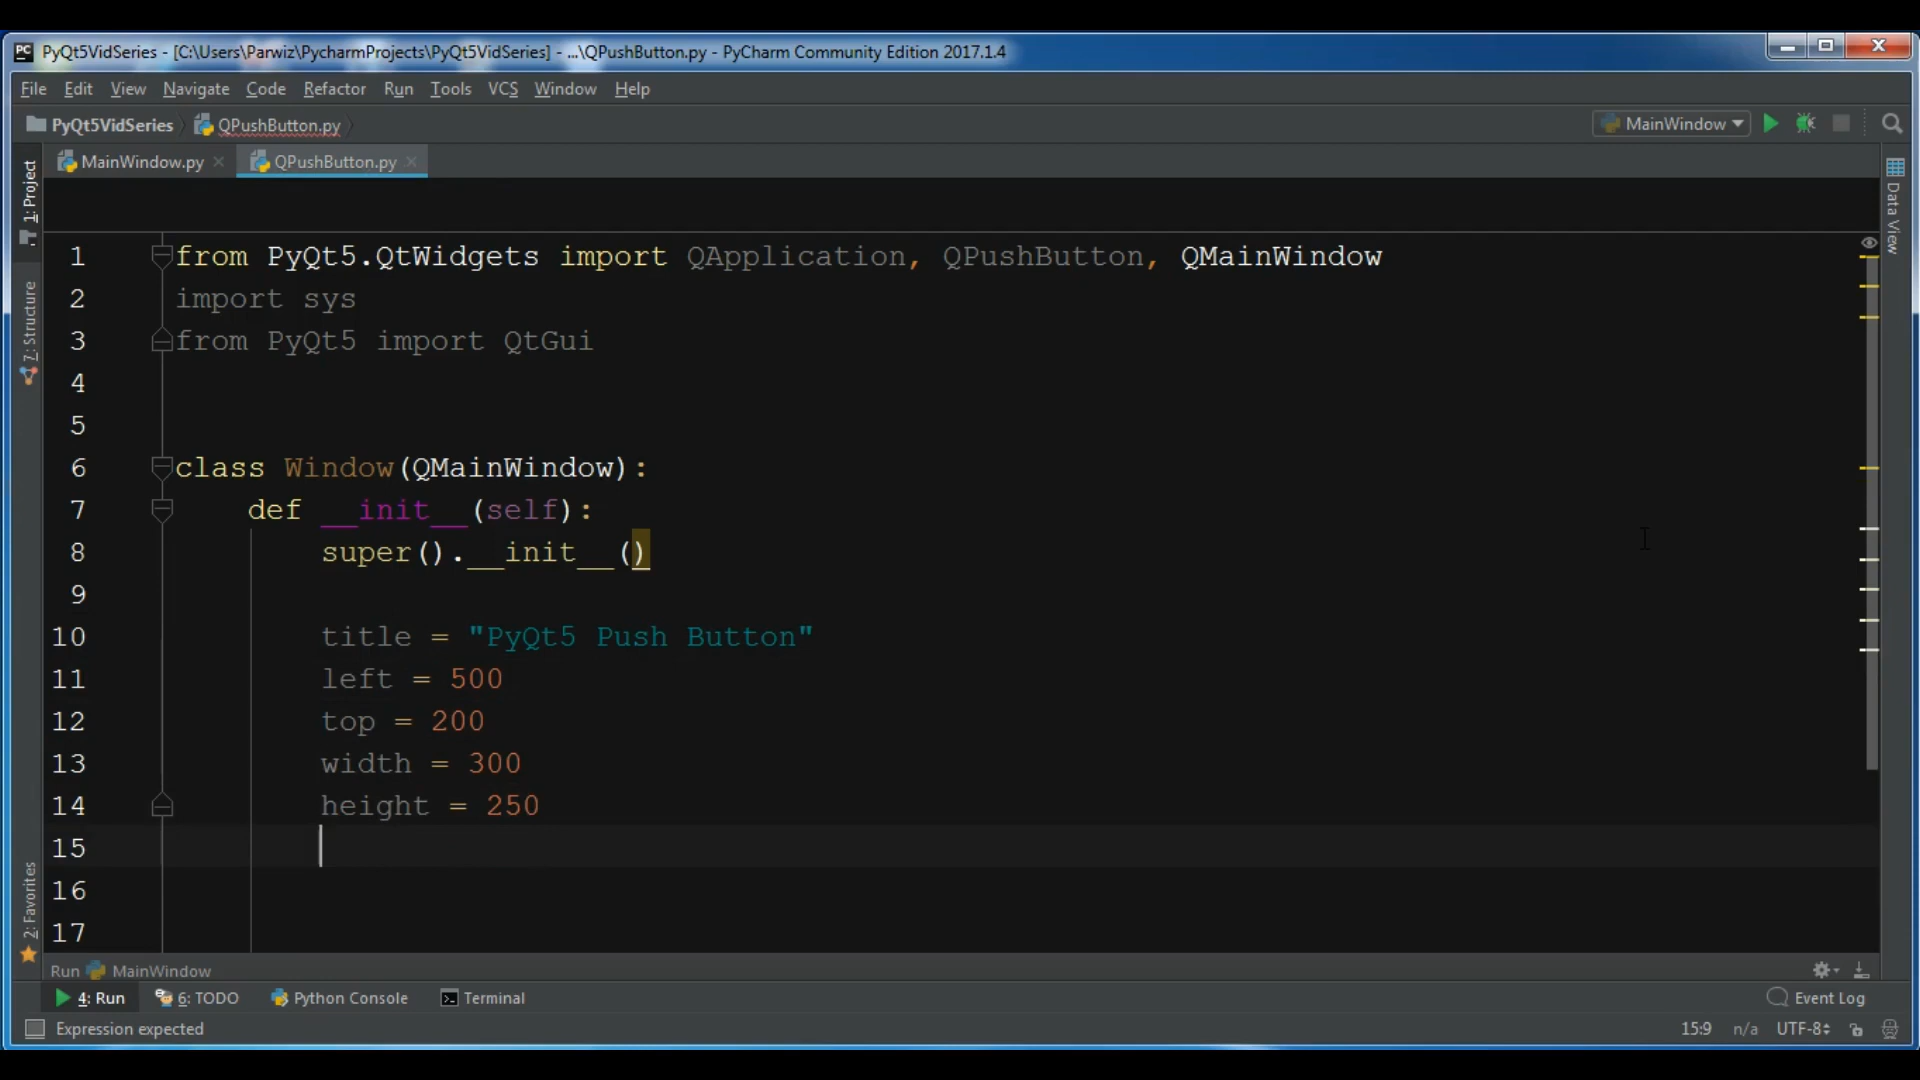 PyQt5VidSeries - [C:\Users\Parwiz\PycharmProjects\PyQt5VidSeries] - ...\QPushButton.py - PyCharm Community Edition 2017.1.4
File Edit View Navigate Code Refactor Run Tools VCS Window Help
PyQt5VidSeries QPushButton.py MainWindow
MainWindow.py QPushButton.py
1: Project
7: Structure
2: Favorites
Data View
1 from PyQt5.QtWidgets import QApplication, QPushButton, QMainWindow
2 import sys
3 from PyQt5 import QtGui
4
5
6 class Window(QMainWindow):
7 def __init__(self):
8 super().__init__()
9
10 title = "PyQt5 Push Button"
11 left = 500
12 top = 200
13 width = 300
14 height = 250
15
16
17
Run MainWindow
4: Run 6: TODO Python Console Terminal Event Log
Expression expected 15:9 n/a UTF-8